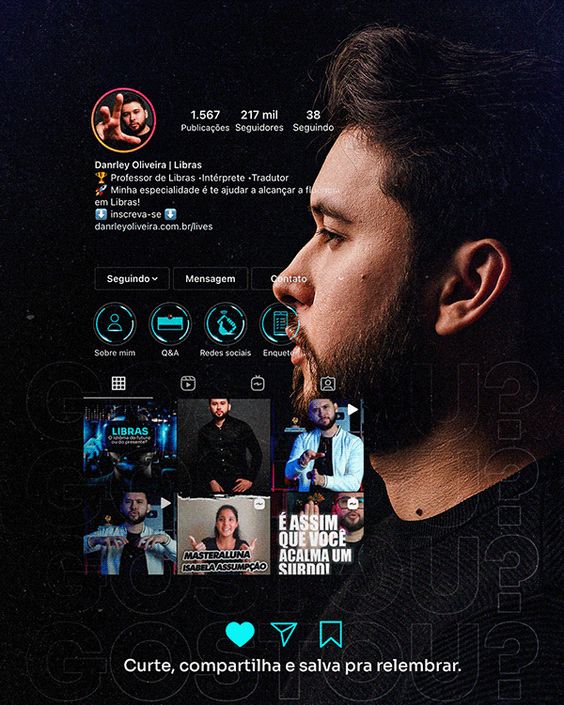 1.567 217 mil 38
Publicações Seguidores Seguindo
Danrley Oliveira | Libras
🏆 Professor de Libras •Intérprete •Tradutor
🚀 Minha especialidade é te ajudar a alcançar a fluência
em Libras!
⬇️ inscreva-se ⬇️
danrleyoliveira.com.br/lives
Seguindo Mensagem Contato
Sobre mim Q&A Redes sociais Enquete
LIBRAS
O idioma do futuro
ou do presente?
MASTERALUNA
ISABELA ASSUMPÇÃO
É ASSIM
QUE VOCÊ
ACALMA UM
SURDO!
GOSTOU?
GOSTOU?
GOSTOU?
GOSTOU?
Curte, compartilha e salva pra relembrar.